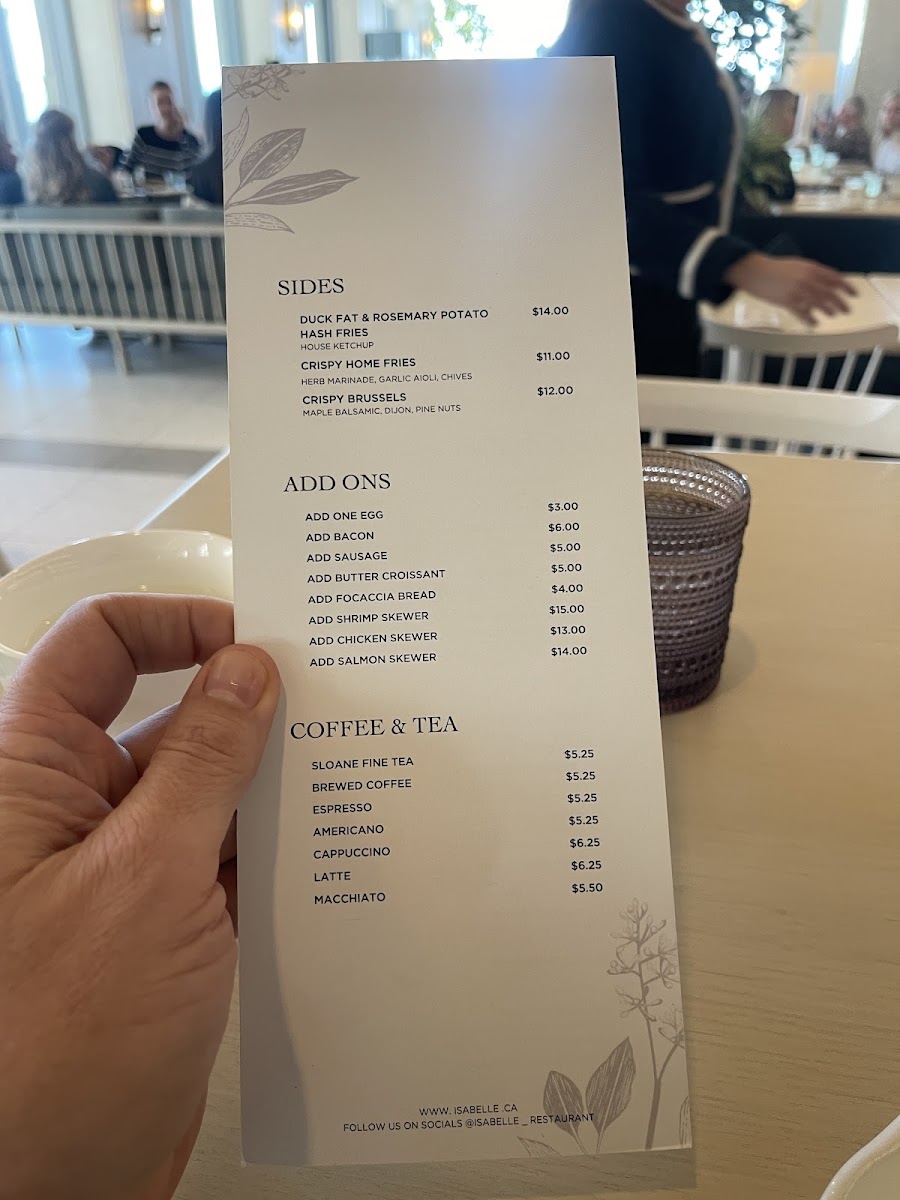 SIDES
DUCK FAT & ROSEMARY POTATO $14.00
HASH FRIES
HOUSE KETCHUP
CRISPY HOME FRIES $11.00
HERB MARINADE, GARLIC AIOLI, CHIVES
CRISPY BRUSSELS $12.00
MAPLE BALSAMIC, DIJON, PINE NUTS
ADD ONS
ADD ONE EGG $3.00
ADD BACON $6.00
ADD SAUSAGE $5.00
ADD BUTTER CROISSANT $5.00
ADD FOCACCIA BREAD $4.00
ADD SHRIMP SKEWER $15.00
ADD CHICKEN SKEWER $13.00
ADD SALMON SKEWER $14.00
COFFEE & TEA
SLOANE FINE TEA $5.25
BREWED COFFEE $5.25
ESPRESSO $5.25
AMERICANO $5.25
CAPPUCCINO $6.25
LATTE $6.25
MACCHIATO $5.50
WWW. ISABELLE .CA
FOLLOW US ON SOCIALS @ISABELLE _ RESTAURANT